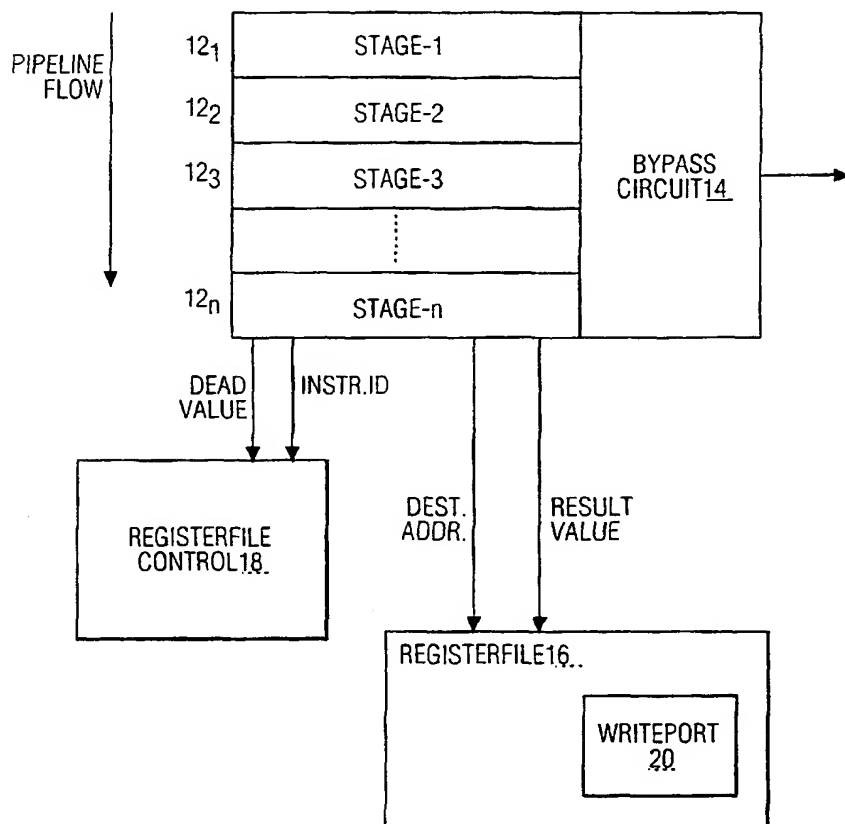 PIPELINE
FLOW
12₁ STAGE-1
12₂ STAGE-2
12₃ STAGE-3
12ₙ STAGE-n
BYPASS
CIRCUIT14
DEAD
VALUE
INSTR.ID
REGISTERFILE
CONTROL18
DEST.
ADDR.
RESULT
VALUE
REGISTERFILE16
WRITEPORT
20